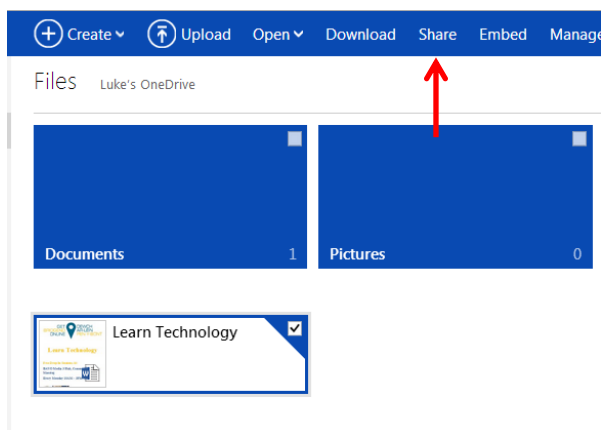 Create Upload Open Download Share Embed Manage
Files Luke's OneDrive
Documents 1 Pictures 0
Learn Technology
Learn Technology